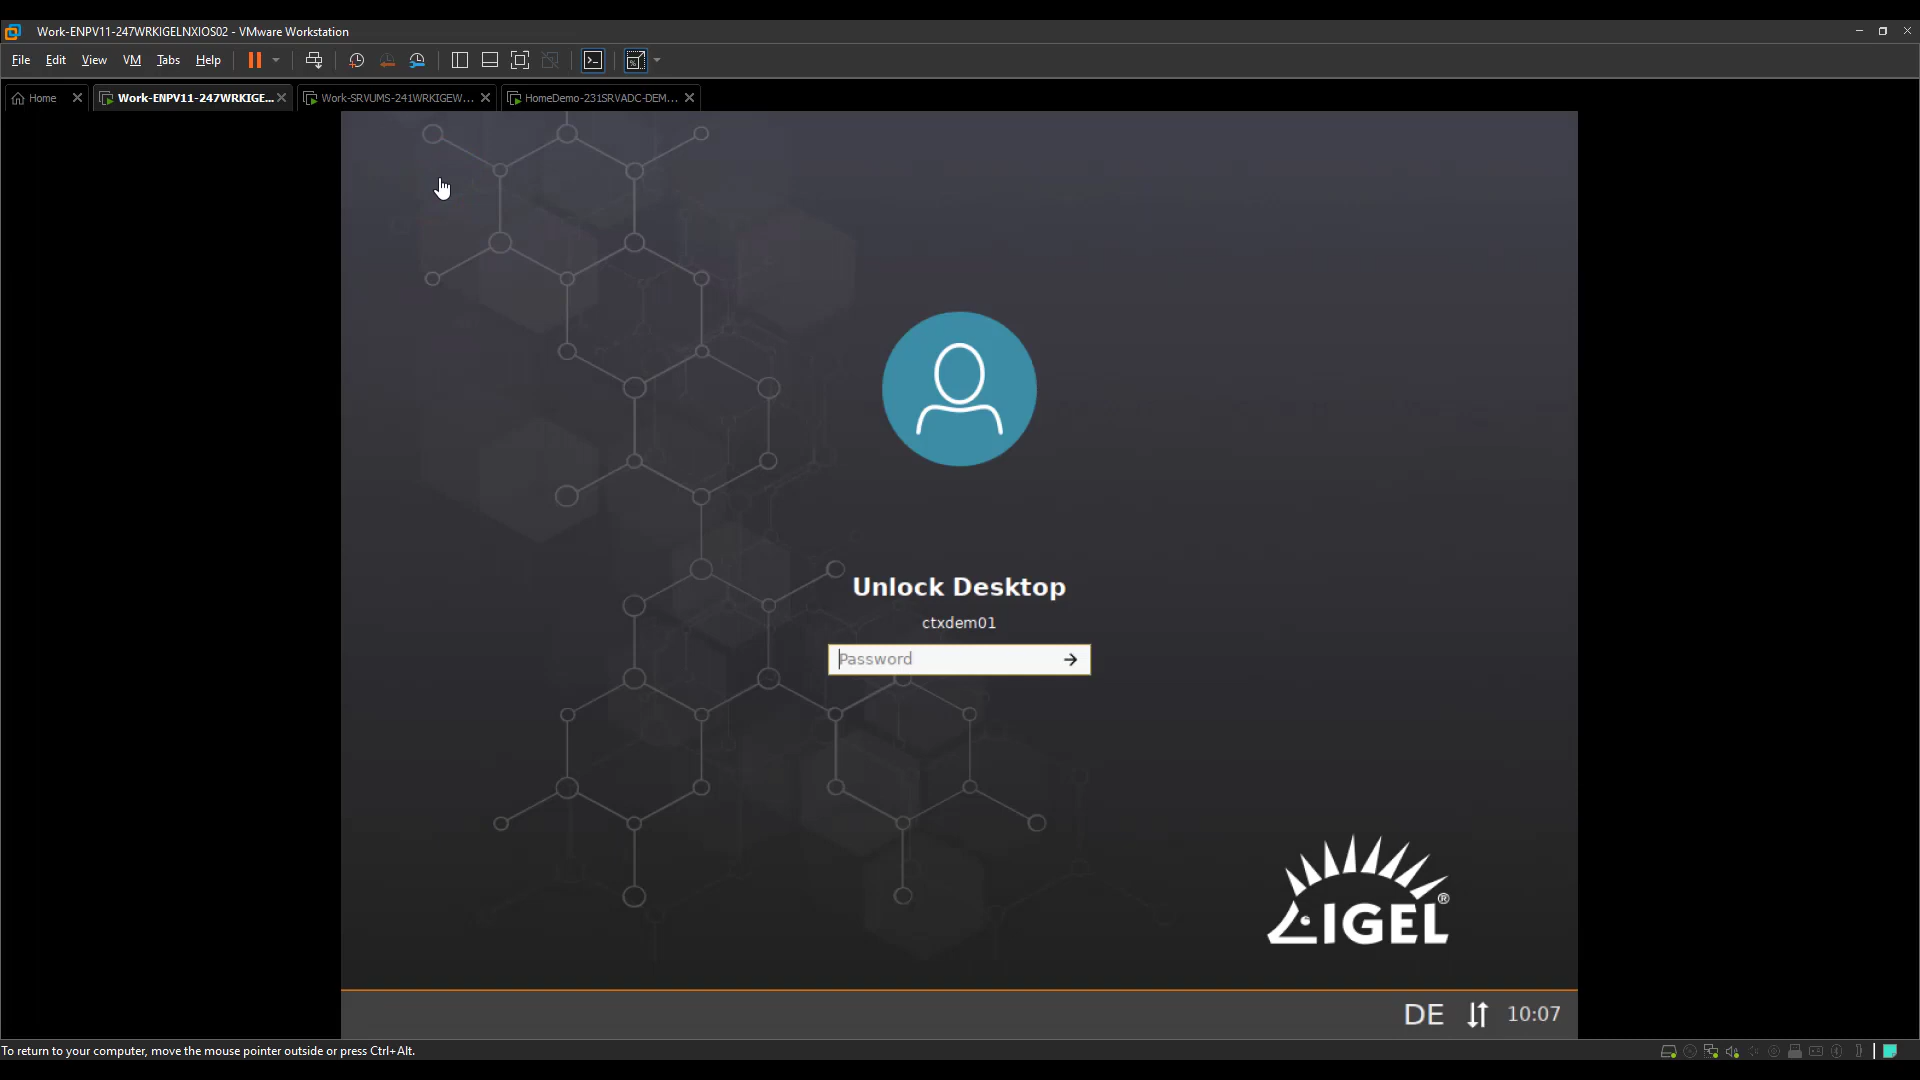 Work-ENPV11-247WRKIGELNXIOS02 - VMware Workstation
File Edit View VM Tabs Help
Home Work-ENPV11-247WRKIGE... Work-SRVUMS-241WRKIGEW... HomeDemo-231SRVADC-DEM...
Unlock Desktop
ctxdem01
Password
IGEL®
DE 10:07
To return to your computer, move the mouse pointer outside or press Ctrl+Alt.